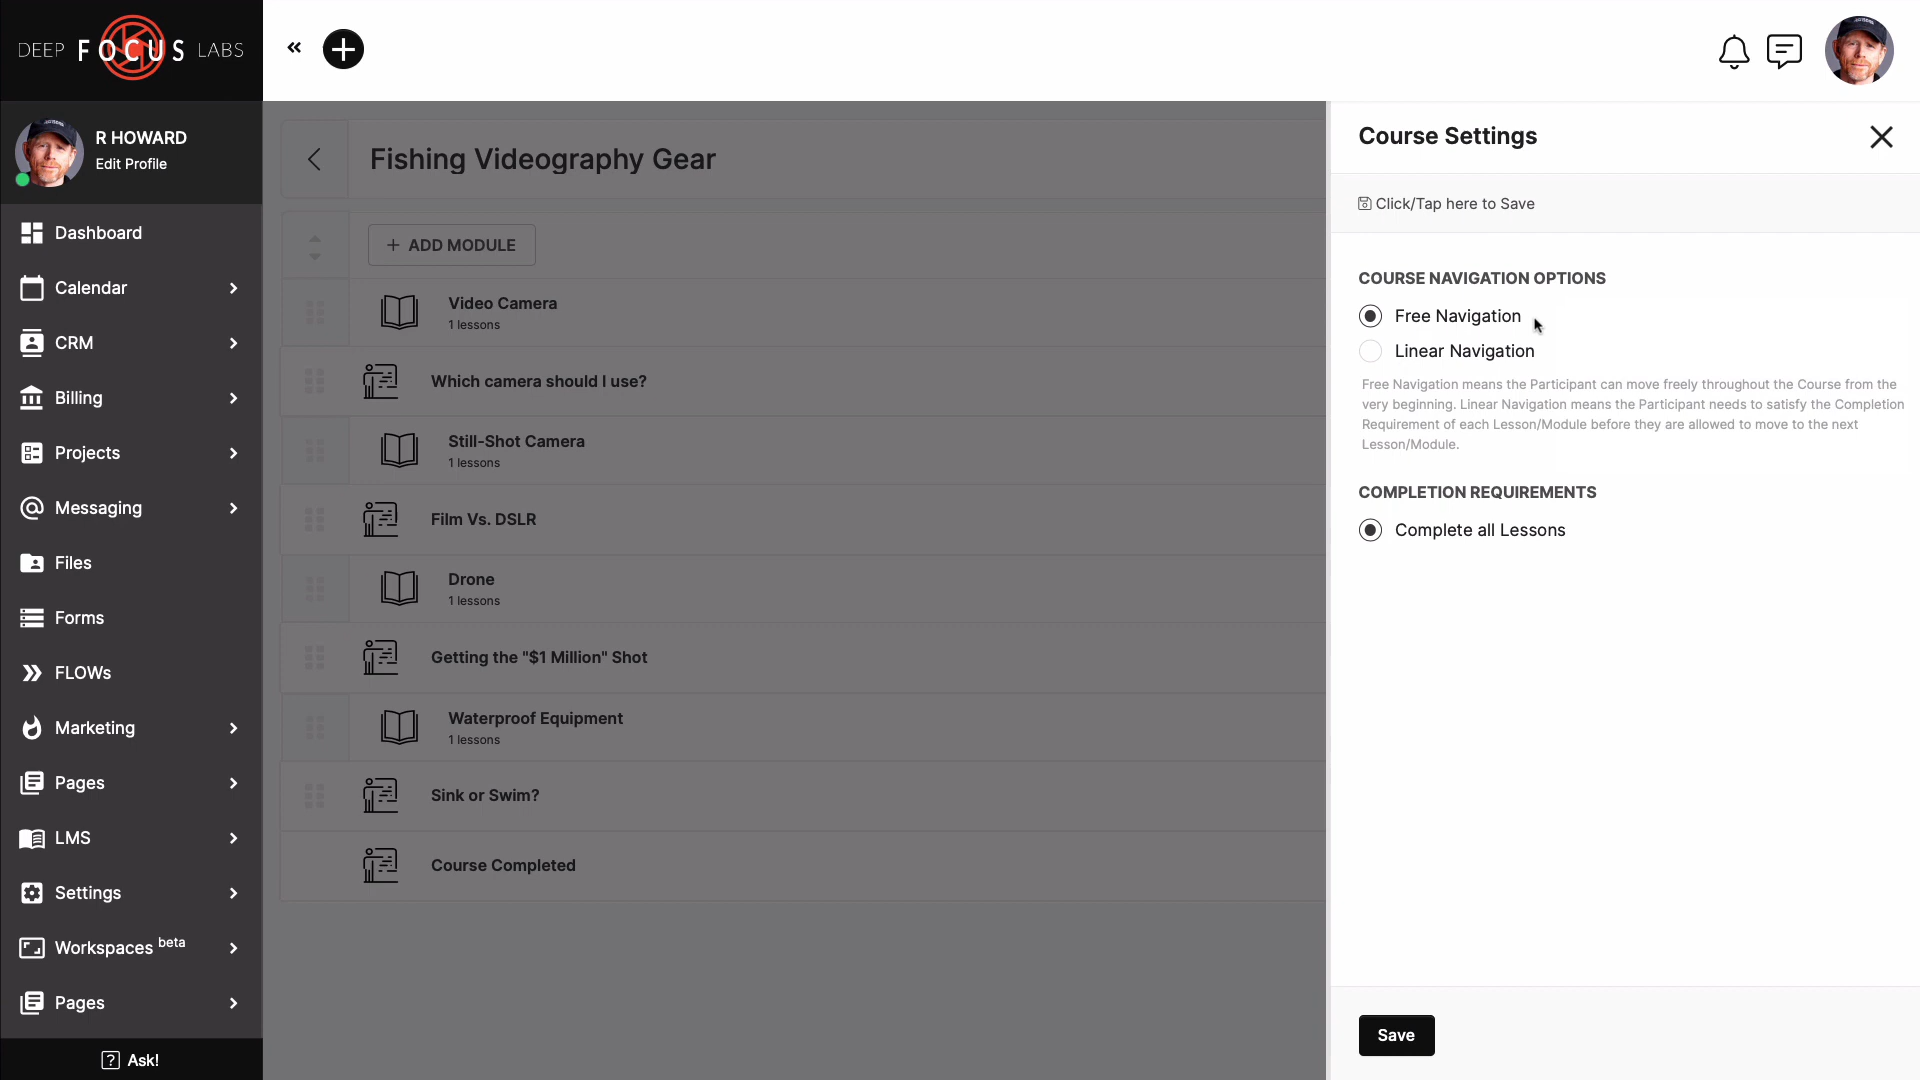 DEEP FOCUS LABS
R HOWARD
Edit Profile
Dashboard
Calendar
CRM
Billing
Projects
Messaging
Files
Forms
FLOWs
Marketing
Pages
LMS
Settings
Workspaces beta
Pages
? Ask!
Fishing Videography Gear
+ ADD MODULE
Video Camera
1 lessons
Which camera should I use?
Still-Shot Camera
1 lessons
Film Vs. DSLR
Drone
1 lessons
Getting the "$1 Million" Shot
Waterproof Equipment
1 lessons
Sink or Swim?
Course Completed
Course Settings
Click/Tap here to Save
COURSE NAVIGATION OPTIONS
Free Navigation
Linear Navigation
Free Navigation means the Participant can move freely throughout the Course from the
very beginning. Linear Navigation means the Participant needs to satisfy the Completion
Requirement of each Lesson/Module before they are allowed to move to the next
Lesson/Module.
COMPLETION REQUIREMENTS
Complete all Lessons
Save